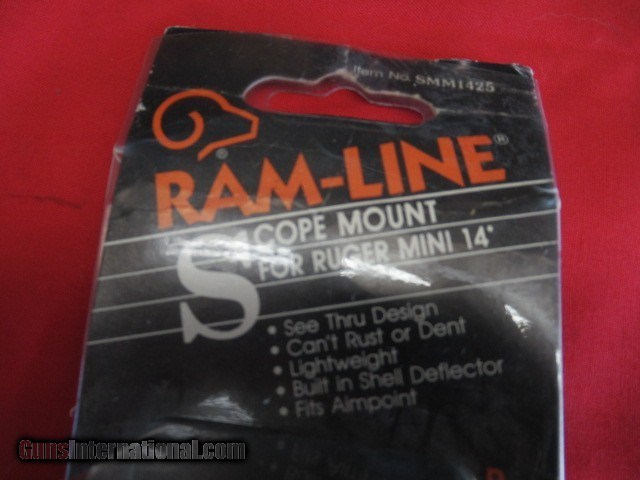 Item No. SMM1425
RAM-LINE®
SCOPE MOUNT
FOR RUGER MINI 14®
• See Thru Design
• Can't Rust or Dent
• Lightweight
• Built in Shell Deflector
• Fits Aimpoint
GunsInternational.com